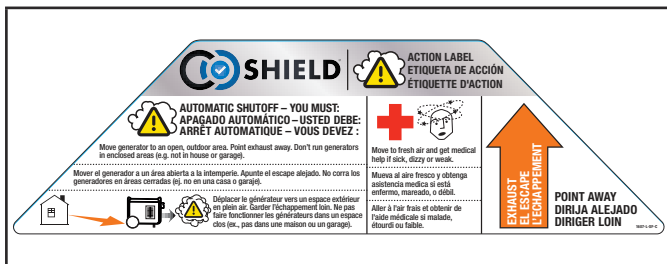 CO SHIELD®
ACTION LABEL
ETIQUETA DE ACCIÓN
ÉTIQUETTE D'ACTION
AUTOMATIC SHUTOFF – YOU MUST:
APAGADO AUTOMÁTICO – USTED DEBE:
ARRÊT AUTOMATIQUE – VOUS DEVEZ :
Move generator to an open, outdoor area. Point exhaust away. Don't run generators
in enclosed areas (e.g. not in house or garage).
Mover el generador a un área abierta a la intemperie. Apunte el escape alejado. No corra los
generadores en áreas cerradas (ej. no en una casa o garaje).
Déplacer le générateur vers un espace extérieur
en plein air. Garder l'échappement loin. Ne pas
faire fonctionner les générateurs dans un espace
clos (ex., pas dans une maison ou un garage).
Move to fresh air and get medical
help if sick, dizzy or weak.
Mueva al aire fresco y obtenga
asistencia medica si está
enfermo, mareado, o débil.
Aller à l'air frais et obtenir de
l'aide médicale si malade,
étourdi ou faible.
EXHAUST
EL ESCAPE
L'ECHAPPEMENT
POINT AWAY
DIRIJA ALEJADO
DIRIGER LOIN